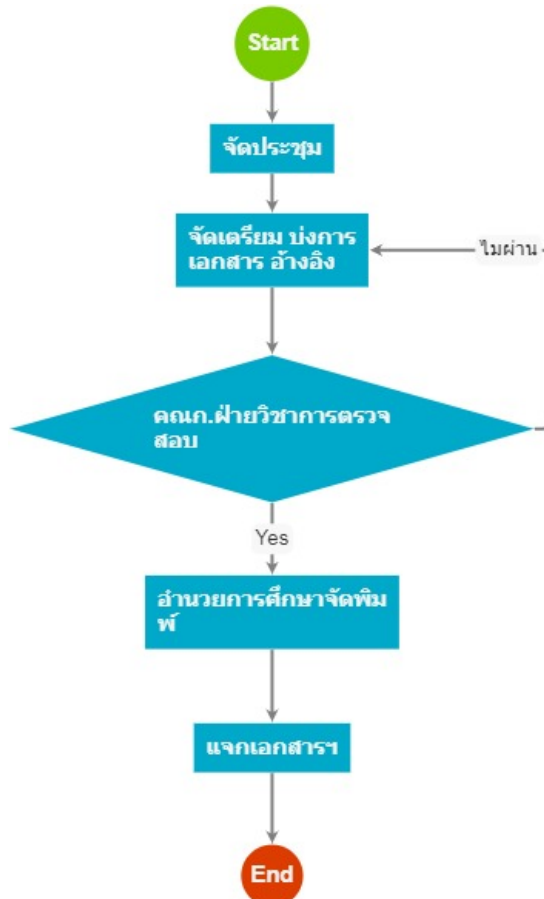 Start
จัดประชุม
จัดเตรียม บ่งการ
เอกสาร อ้างอิง
ไมผ่าน
คณก.ฝ่ายวิชาการตรวจ
สอบ
Yes
อำนวยการศึกษาจัดพิม
พ์
แจกเอกสารฯ
End